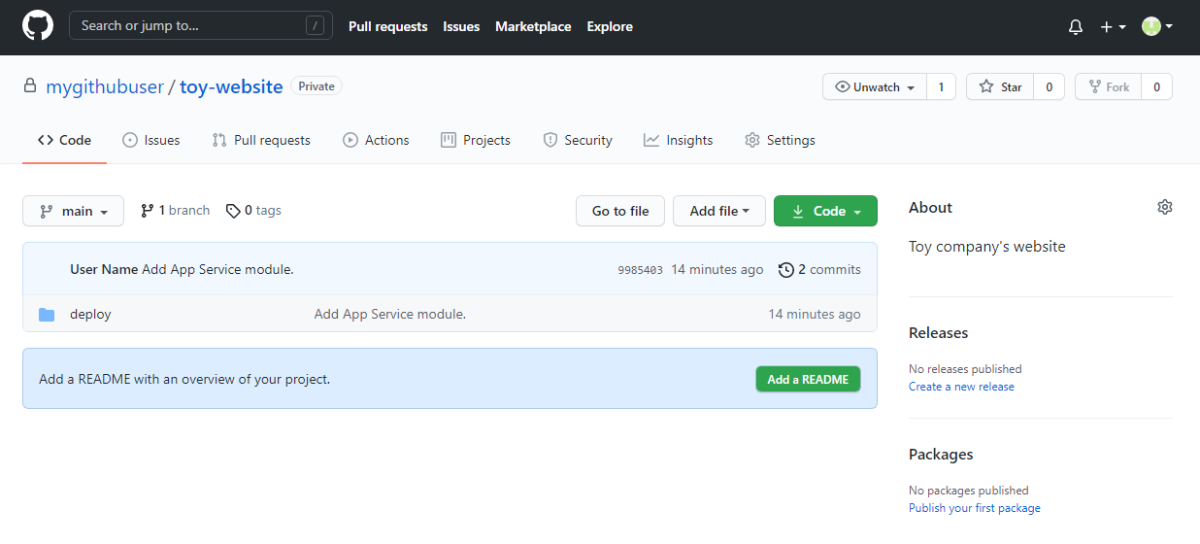 Search or jump to... / Pull requests Issues Marketplace Explore
mygithubuser / toy-website Private Unwatch 1 Star 0 Fork 0
Code Issues Pull requests Actions Projects Security Insights Settings
main 1 branch 0 tags Go to file Add file Code
About
Toy company's website
User Name Add App Service module. 9985403 14 minutes ago 2 commits
deploy Add App Service module. 14 minutes ago
Add a README with an overview of your project. Add a README
Releases
No releases published
Create a new release
Packages
No packages published
Publish your first package